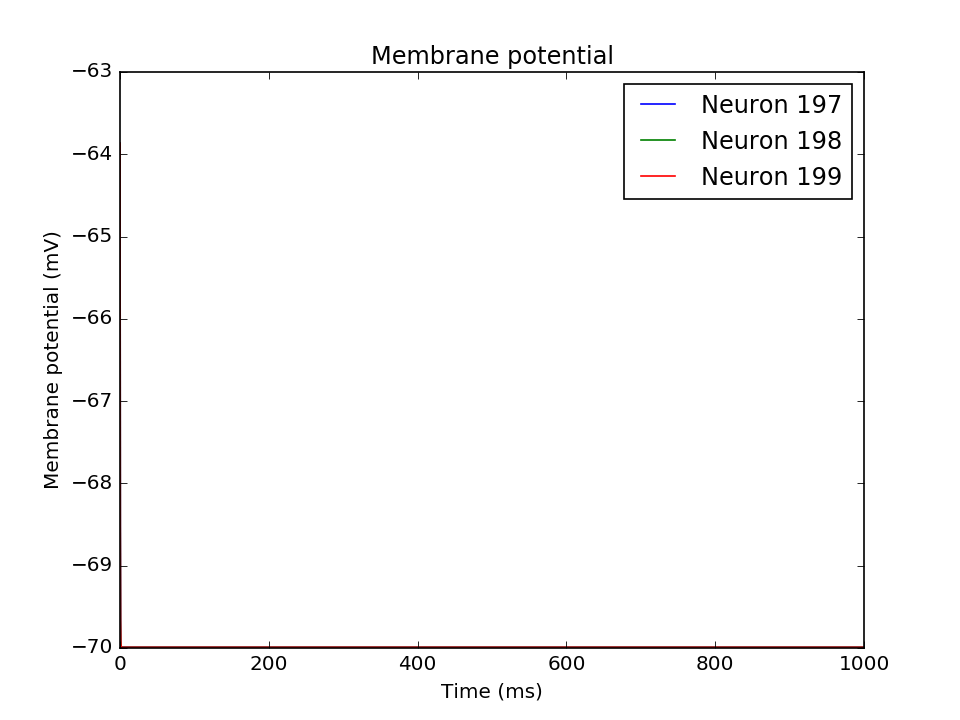 Membrane potential
−63
−64
−65
−66
−67
−68
−69
−70
Membrane potential (mV)
Neuron 197
Neuron 198
Neuron 199
0 200 400 600 800 1000
Time (ms)